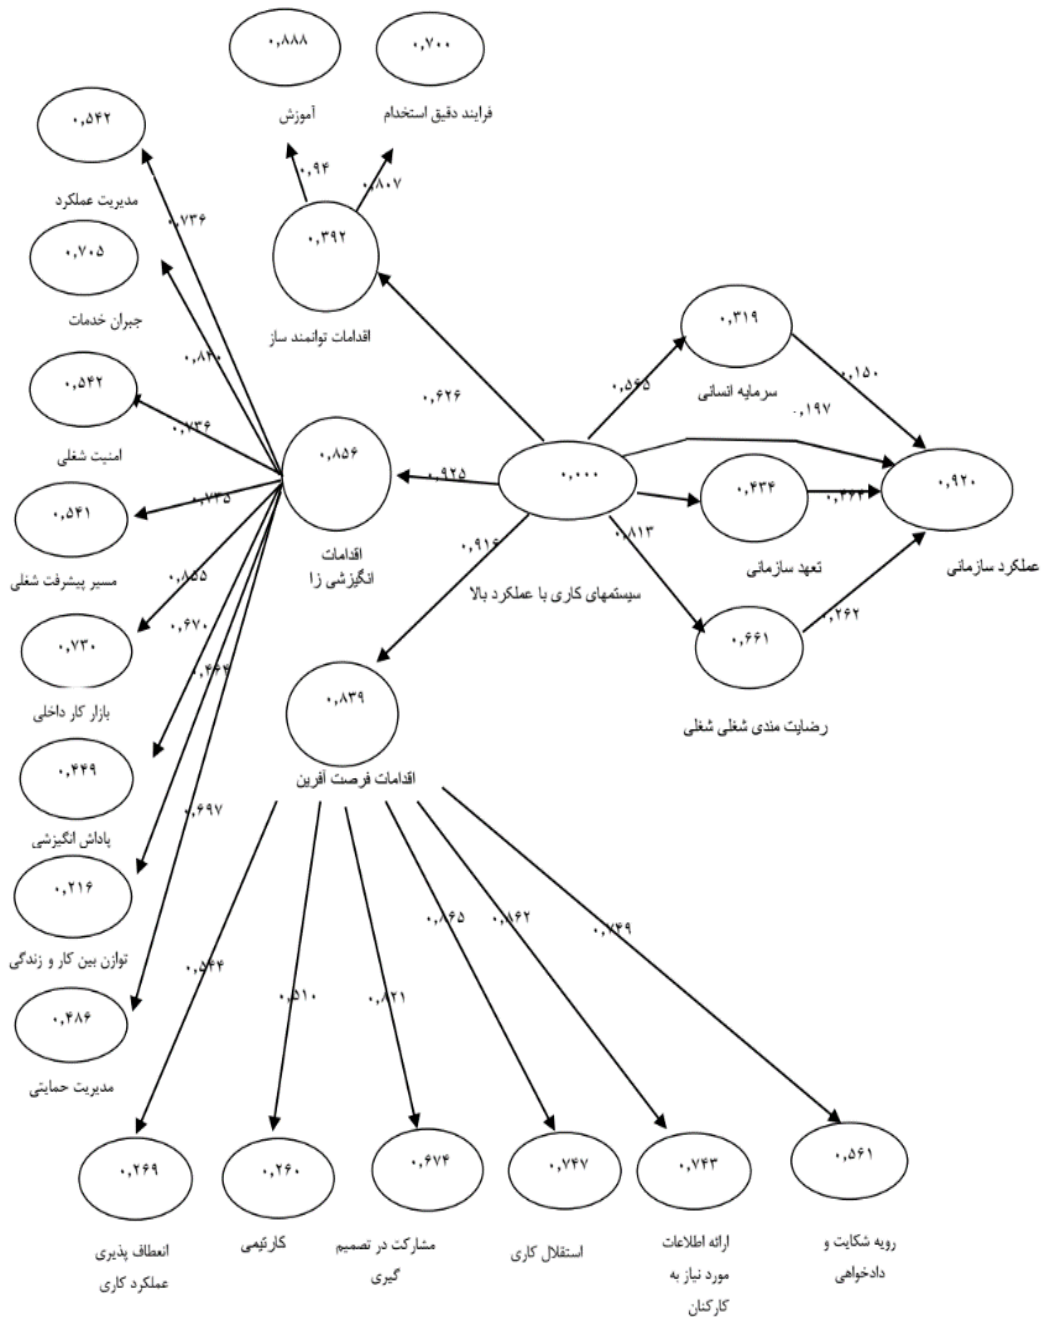 ۰,۸۸۸
۰,۷۰۰
آموزش
فرایند دقیق استخدام
۰,۵۴۲
مدیریت عملکرد
۰,۹۴
۰,۸۰۷
۰,۷۳۶
۰,۳۹۲
اقدامات توانمند ساز
۰,۷۰۵
جبران خدمات
۰,۳۱۹
سرمایه انسانی
۰,۵۶۵
۰,۱۵۰
۰,۶۲۶
۰,۱۹۷
۰,۵۴۲
امنیت شغلی
۰,۷۳۶
۰,۸۵۶
اقدامات
انگیزشی زا
۰,۹۲۵
۰,۰۰۰
سیستمهای کاری با عملکرد بالا
۰,۴۳۴
تعهد سازمانی
۰,۹۲۰
عملکرد سازمانی
۰,۵۴۱
مسیر پیشرفت شغلی
۰,۷۳۵
۰,۹۱۶
۰,۸۱۳
۰,۸۵۵
۰,۲۶۲
۰,۷۳۰
بازار کار داخلی
۰,۶۷۰
۰,۴۶۴
۰,۶۶۱
رضایت مندی شغلی شغلی
۰,۸۳۹
اقدامات فرصت آفرین
۰,۴۴۹
پاداش انگیزشی
۰,۶۹۷
۰,۲۱۶
توازن بین کار و زندگی
۰,۴۸۶
مدیریت حمایتی
۰,۵۴۴
۰,۵۱۰
۰,۸۲۱
۰,۸۶۵
۰,۸۶۲
۰,۷۴۹
۰,۲۶۹
انعطاف پذیری
عملکرد کاری
۰,۲۶۰
کارتیمی
۰,۶۷۴
مشارکت در تصمیم
گیری
۰,۷۴۷
استقلال کاری
۰,۷۴۳
ارائه اطلاعات
مورد نیاز به
کارکنان
۰,۵۶۱
رویه شکایت و
دادخواهی